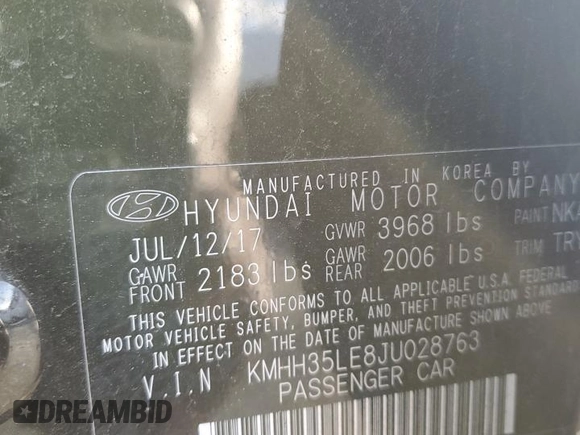 MANUFACTURED IN KOREA BY
HYUNDAI MOTOR COMPANY
JUL/12/17 GVWR 3968 lbs PAINT
GAWR FRONT 2183 lbs GAWR REAR 2006 lbs TRIM
THIS VEHICLE CONFORMS TO ALL APPLICABLE U.S.A. FEDERAL
MOTOR VEHICLE SAFETY, BUMPER, AND THEFT PREVENTION STANDARD
IN EFFECT ON THE DATE OF MANUFACTURE SHOWN ABOVE
V.I.N KMHH35LE8JU028763
PASSENGER CAR
DREAMBID